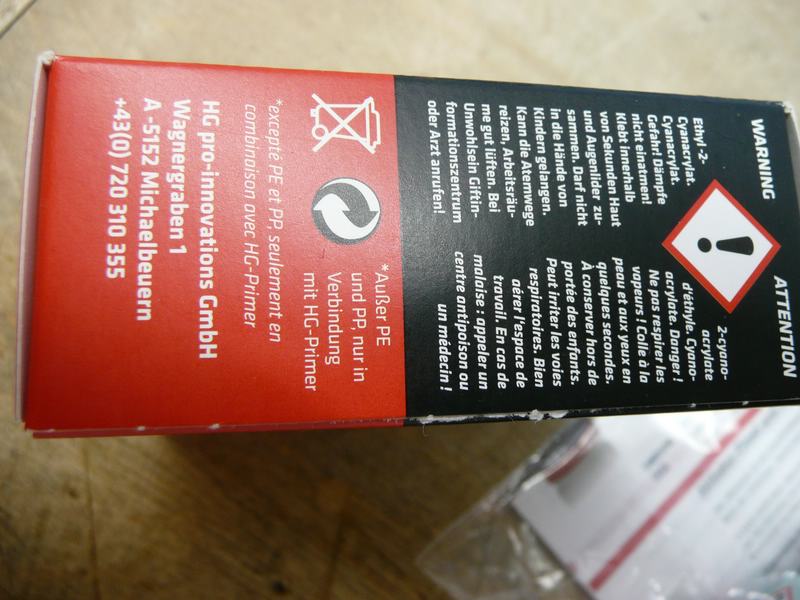 WARNING
Ethyl-2-
Cyanacrylat.
Cyanacrylat.
Gefahr! Dämpfe
nicht einatmen!
Klebt innerhalb
von Sekunden Haut
und Augenlider zu-
sammen. Darf nicht
in die Hände von
Kindern gelangen.
Kann die Atemwege
reizen, Arbeitsräu-
me gut lüften. Bei
Unwohlsein Giftin-
formationszentrum
oder Arzt anrufen!
ATTENTION
2-cyano-
acrylate
d'éthyle. Cyano-
acrylate. Danger !
Ne pas respirer les
vapeurs ! Colle à la
peau et aux yeux en
quelques secondes.
À conserver hors de
portée des enfants.
Peut irriter les voies
respiratoires. Bien
aérer l'espace de
travail. En cas de
malaise : appeler un
centre antipoison ou
un médecin !
*Außer PE
und PP, nur in
Verbindung
mit HG-Primer
*excepté PE et PP, seulement en
combinaison avec HG-Primer
HG pro-innovations GmbH
Wagnergraben 1
A -5152 Michaelbeuern
+43(0) 720 310 355